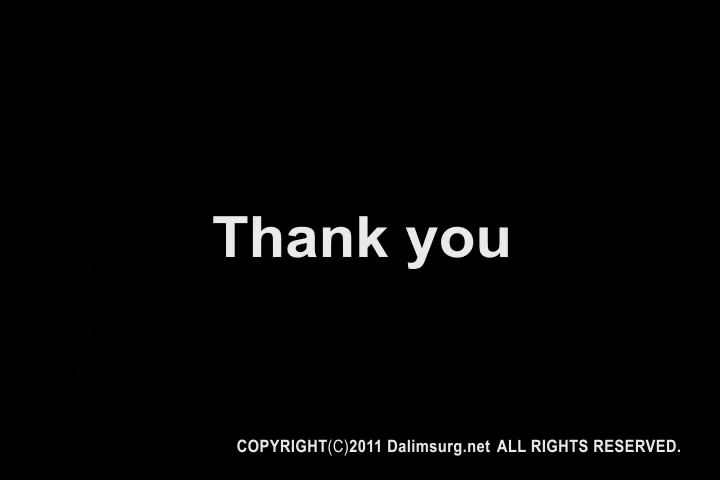 Thank you
COPYRIGHT(C)2011 Dalimsurg.net ALL RIGHTS RESERVED.